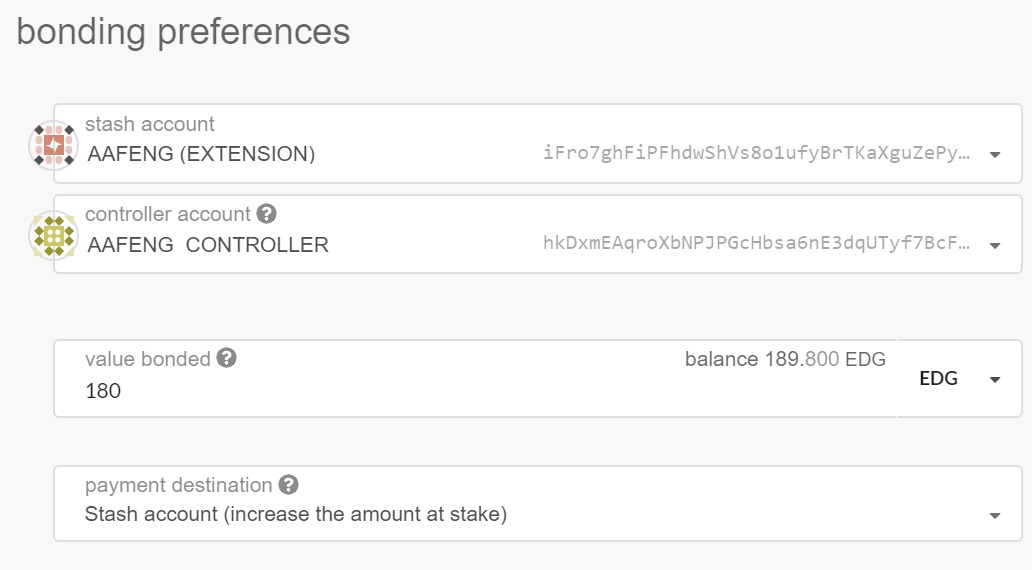 bonding preferences
stash account
AAFENG (EXTENSION) iFro7ghFiPFhdwShVs8o1ufyBrTKaXguZePy…
controller account ?
AAFENG CONTROLLER hkDxmEAqroXbNPJPGcHbsa6nE3dqUTyf7BcF…
value bonded ? balance 189.800 EDG
180 EDG
payment destination ?
Stash account (increase the amount at stake)